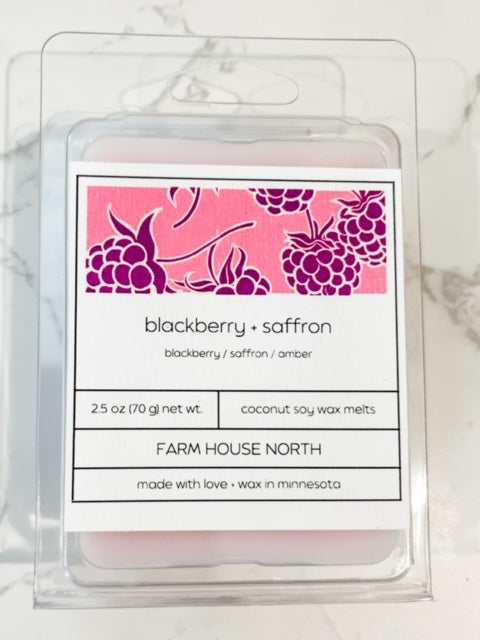 blackberry + saffron
blackberry / saffron / amber
2.5 oz (70 g) net wt.
coconut soy wax melts
FARM HOUSE NORTH
made with love + wax in minnesota